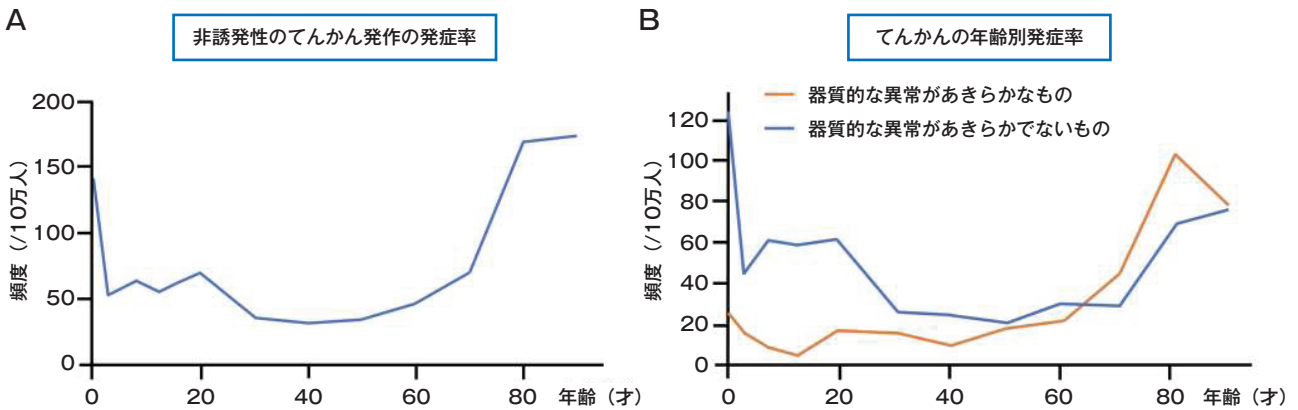 A
非誘発性のてんかん発作の発症率
頻度（/10万人）
200
150
100
50
0
0 20 40 60 80 年齢（才）
B
てんかんの年齢別発症率
器質的な異常があきらかなもの
器質的な異常があきらかでないもの
頻度（/10万人）
120
100
80
60
40
20
0
0 20 40 60 80 年齢（才）